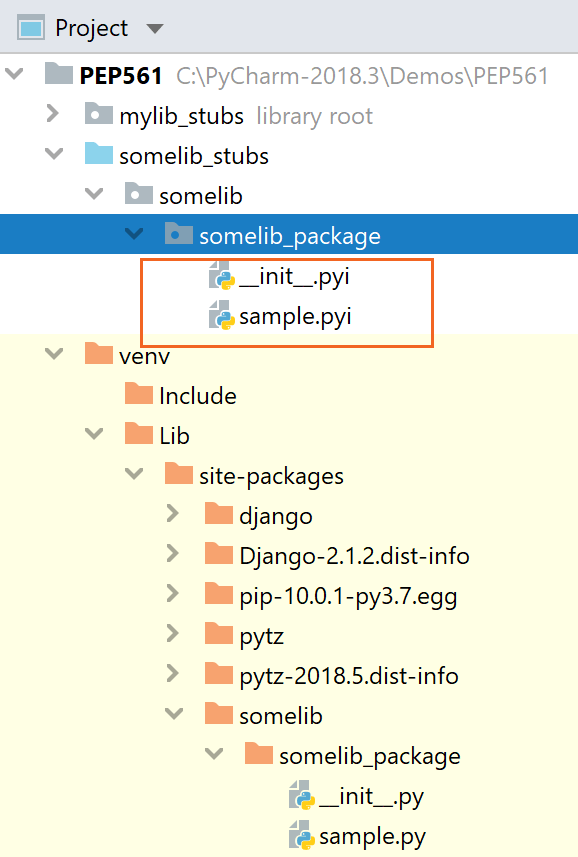 Project
PEP561 C:\PyCharm-2018.3\Demos\PEP561
mylib_stubs library root
somelib_stubs
somelib
somelib_package
__init__.pyi
sample.pyi
venv
Include
Lib
site-packages
django
Django-2.1.2.dist-info
pip-10.0.1-py3.7.egg
pytz
pytz-2018.5.dist-info
somelib
somelib_package
__init__.py
sample.py